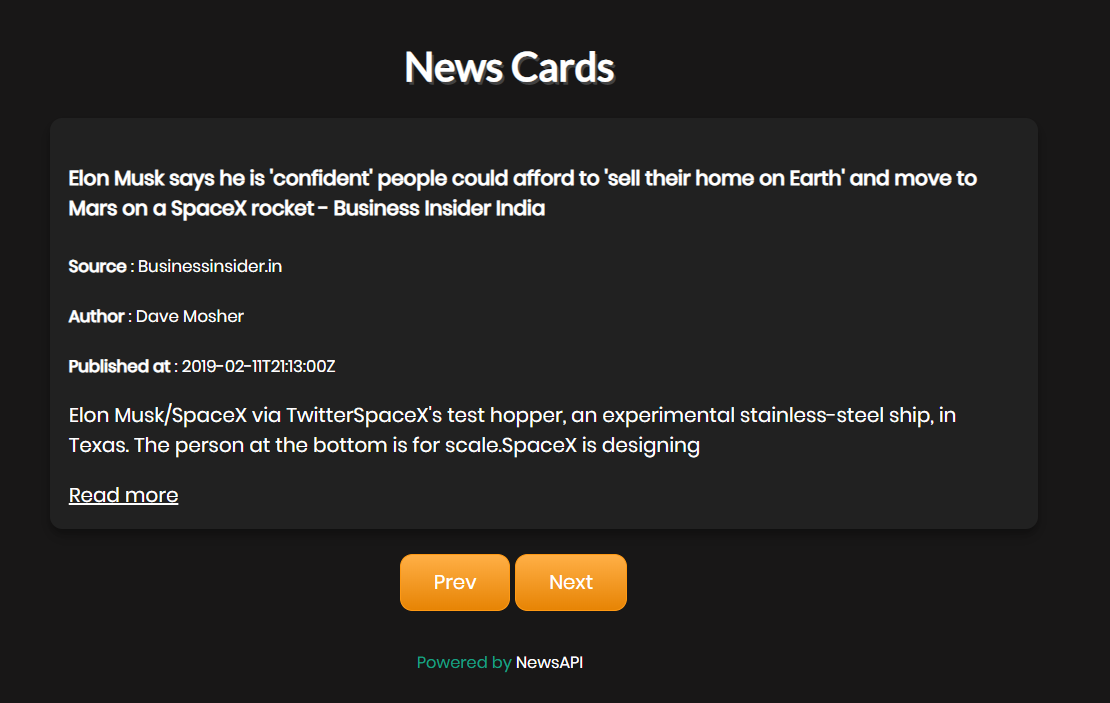 News Cards
Elon Musk says he is 'confident' people could afford to 'sell their home on Earth' and move to
Mars on a SpaceX rocket - Business Insider India
Source : Businessinsider.in
Author : Dave Mosher
Published at : 2019-02-11T21:13:00Z
Elon Musk/SpaceX via TwitterSpaceX's test hopper, an experimental stainless-steel ship, in
Texas. The person at the bottom is for scale.SpaceX is designing
Read more
Prev Next
Powered by NewsAPI